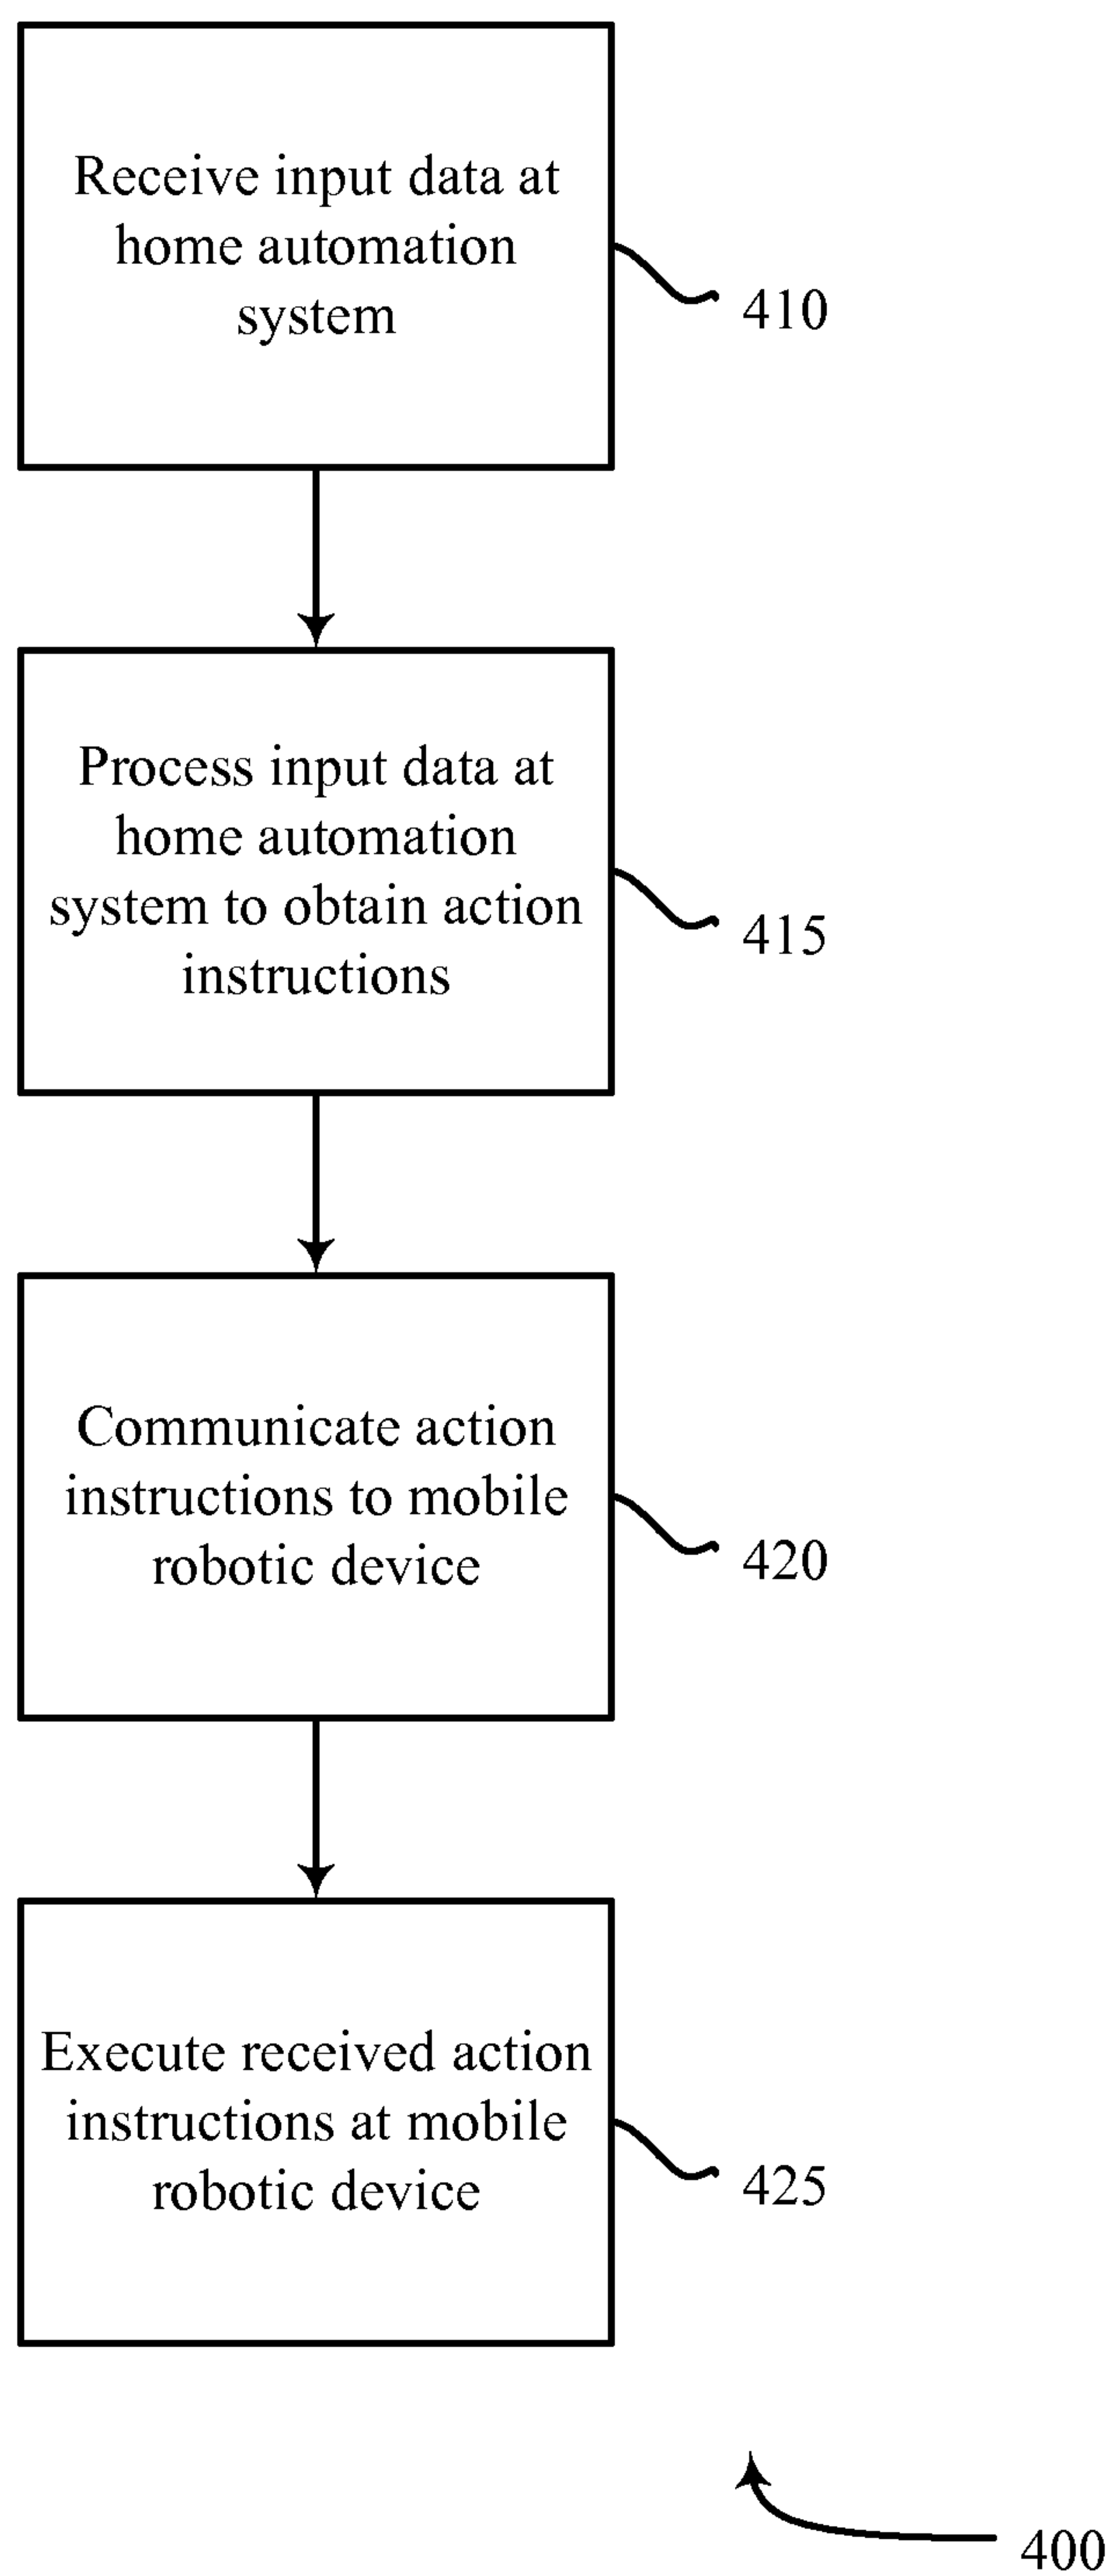 Receive input data at
home automation
system
410
Process input data at
home automation
system to obtain action
instructions
415
Communicate action
instructions to mobile
robotic device
420
Execute received action
instructions at mobile
robotic device
425
400